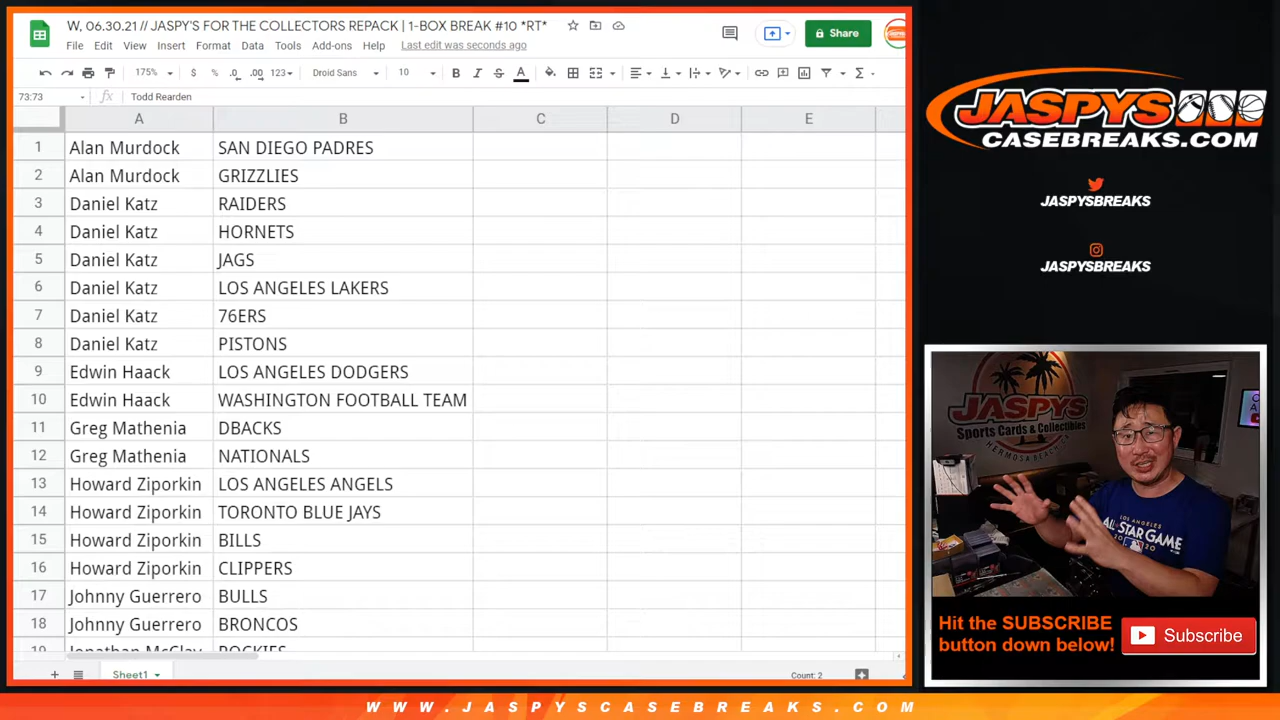 W, 06.30.21 // JASPY'S FOR THE COLLECTORS REPACK | 1-BOX BREAK #10 *RT*
File Edit View Insert Format Data Tools Add-ons Help Last edit was seconds ago
Share
175% $ % .0 .00 123 Droid Sans 10 B I S A
73:73 fx Todd Rearden
A B C D E
1 Alan Murdock SAN DIEGO PADRES
2 Alan Murdock GRIZZLIES
3 Daniel Katz RAIDERS
4 Daniel Katz HORNETS
5 Daniel Katz JAGS
6 Daniel Katz LOS ANGELES LAKERS
7 Daniel Katz 76ERS
8 Daniel Katz PISTONS
9 Edwin Haack LOS ANGELES DODGERS
10 Edwin Haack WASHINGTON FOOTBALL TEAM
11 Greg Mathenia DBACKS
12 Greg Mathenia NATIONALS
13 Howard Ziporkin LOS ANGELES ANGELS
14 Howard Ziporkin TORONTO BLUE JAYS
15 Howard Ziporkin BILLS
16 Howard Ziporkin CLIPPERS
17 Johnny Guerrero BULLS
18 Johnny Guerrero BRONCOS
19 Jonathan McClay ROCKIES
Sheet1
Count: 2
JASPYS
CASEBREAKS.COM
JASPYSBREAKS
JASPYSBREAKS
JASPYS
Sports Cards & Collectibles
HERMOSA BEACH
LOS ANGELES
ALL STAR GAME
2020
Hit the SUBSCRIBE
button down below!
Subscribe
WWW.JASPYSCASEBREAKS.COM